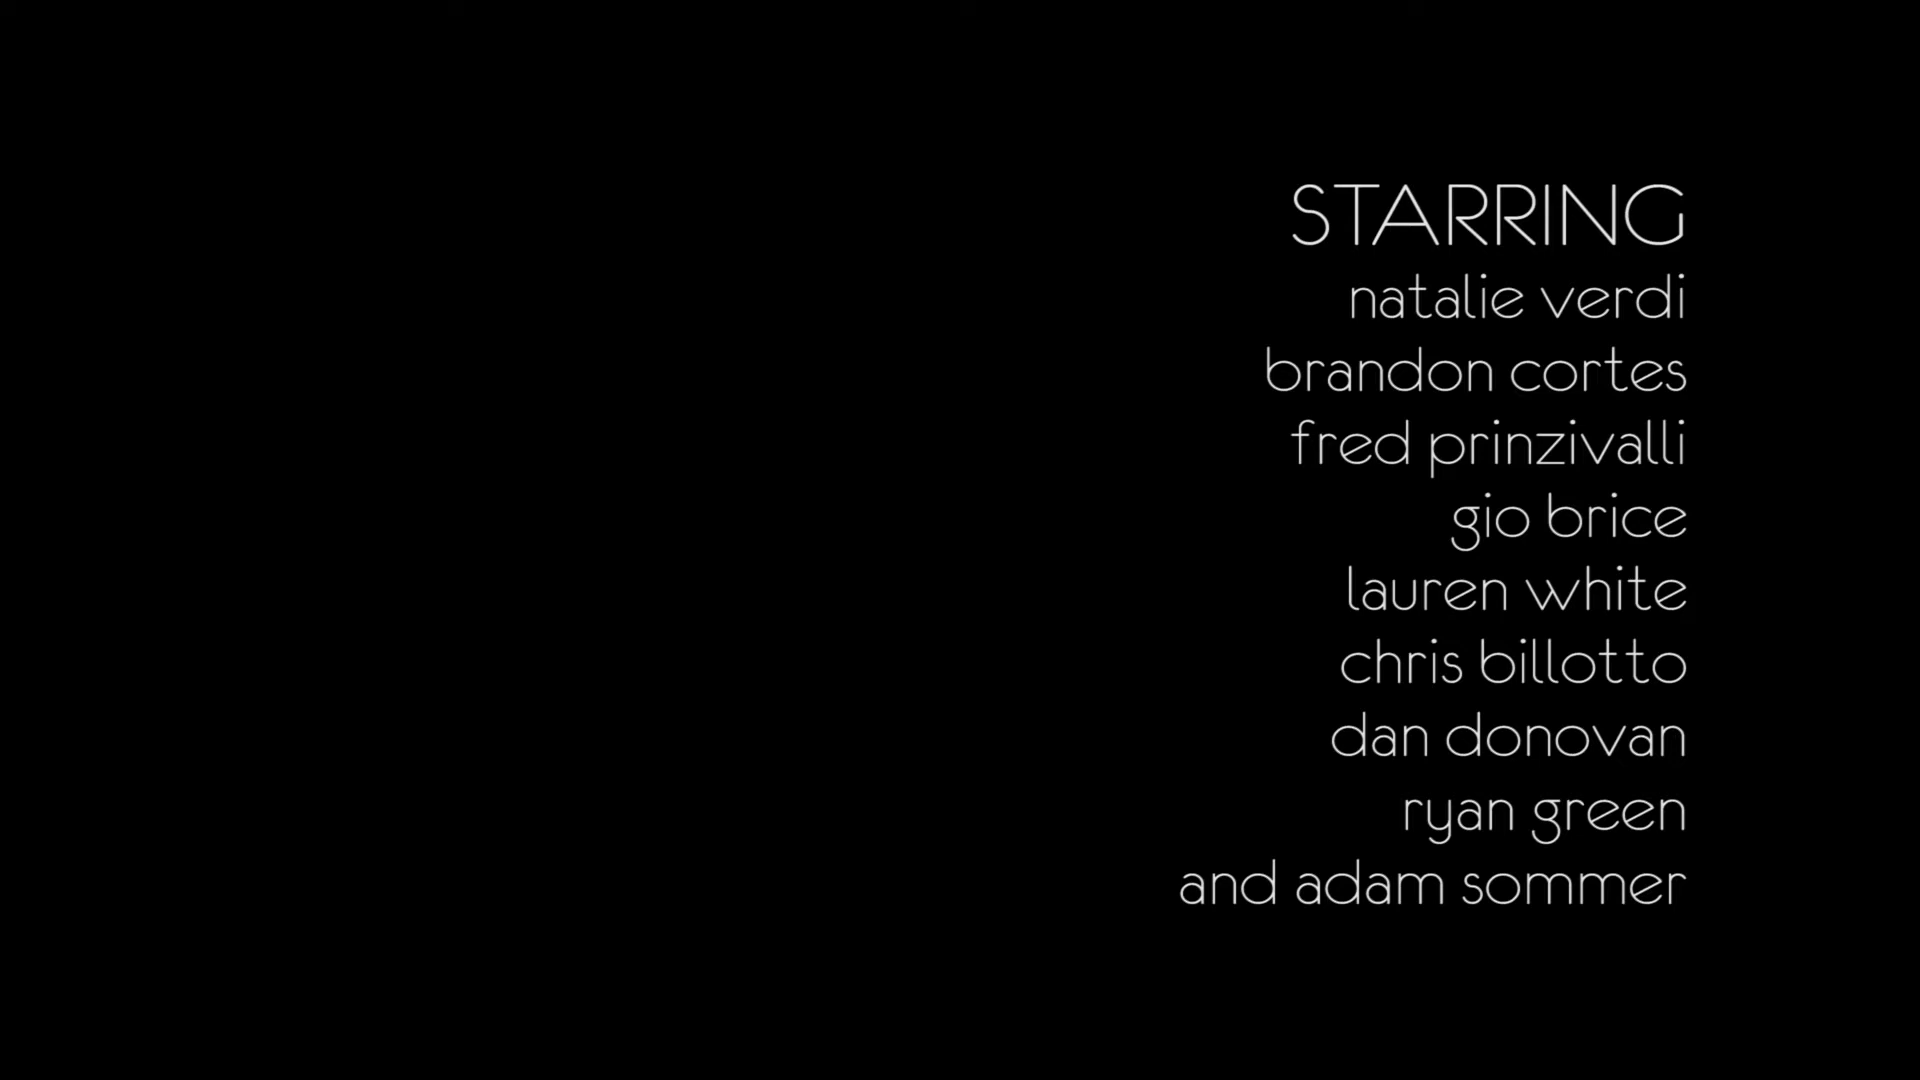 STARRING
natalie verdi
brandon cortes
fred prinzivalli
gio brice
lauren white
chris billotto
dan donovan
ryan green
and adam sommer